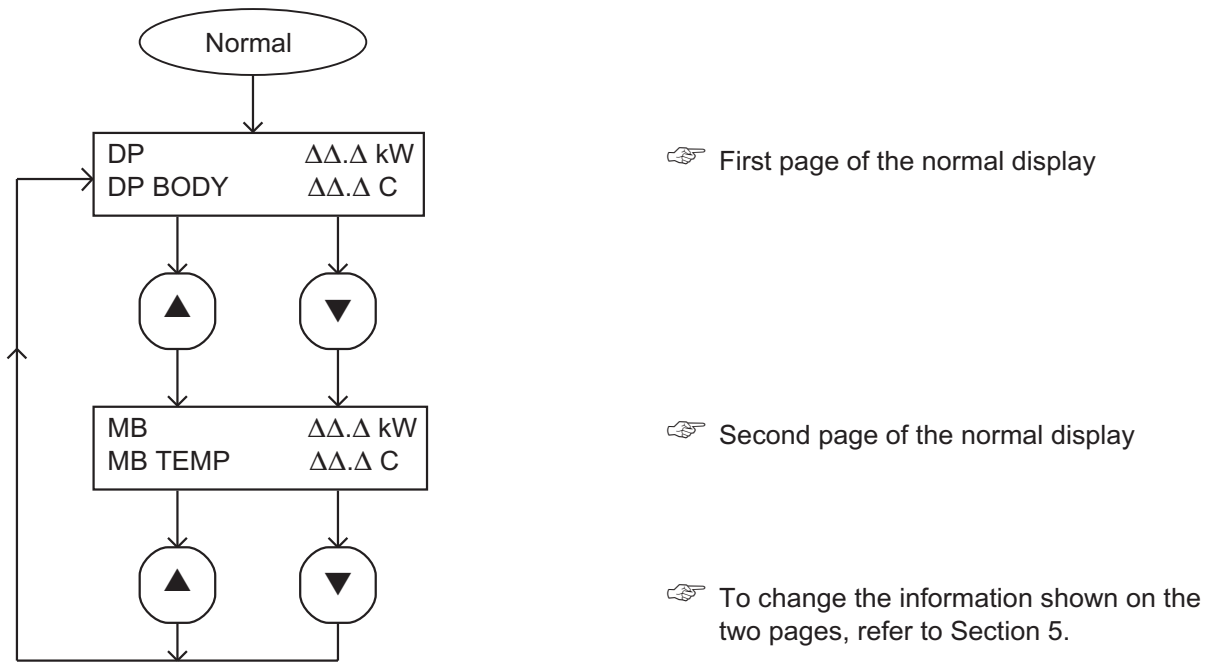 Normal
DP ΔΔ.Δ kW
DP BODY ΔΔ.Δ C
☞ First page of the normal display
▲ ▼
MB ΔΔ.Δ kW
MB TEMP ΔΔ.Δ C
☞ Second page of the normal display
▲ ▼
☞ To change the information shown on the
two pages, refer to Section 5.